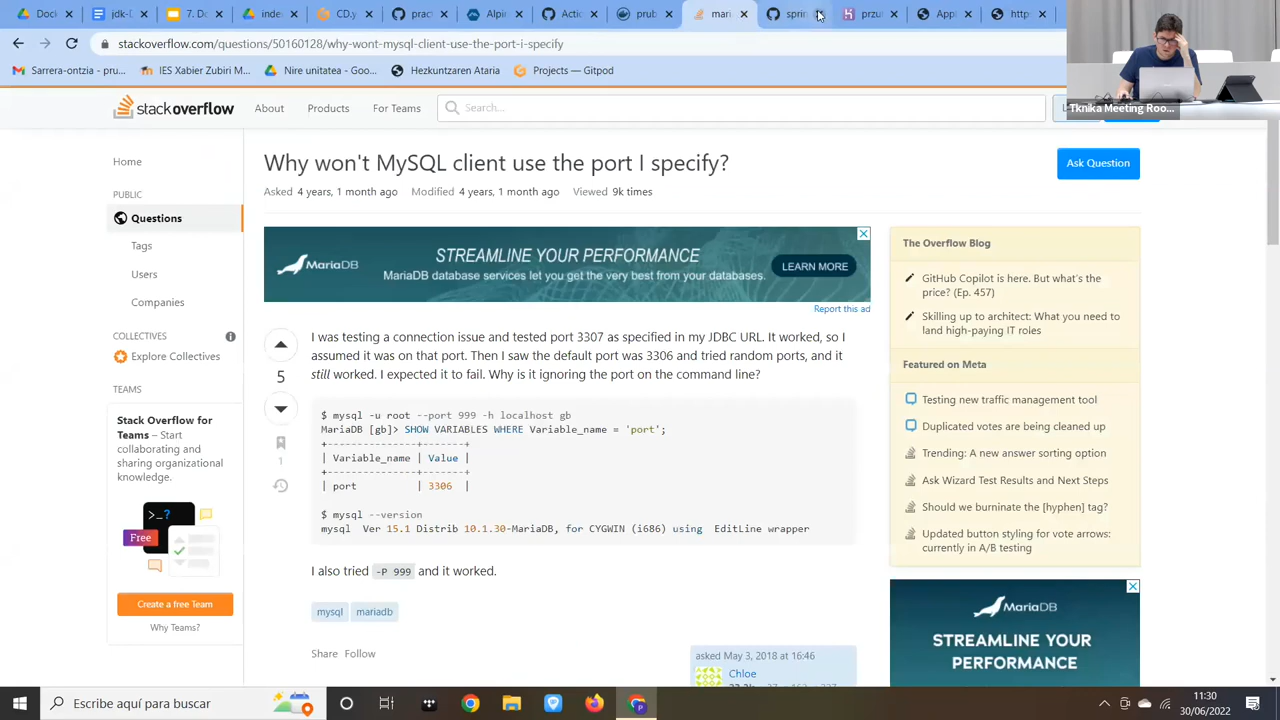 prub
mari
sprin
przu
stackoverflow.com/questions/50160128/why-wont-mysql-client-use-the-port-i-specify
Sarrera-ontzia - pru...
IES Xabier Zubiri M...
Nire unitatea - Goo...
Hezkuntzarako Ataria
Projects — Gitpod
Tknika Meeting Roo...
stackoverflow
About
Products
For Teams
Search...
Home
PUBLIC
Questions
Tags
Users
Companies
COLLECTIVES
Explore Collectives
TEAMS
Stack Overflow for
Teams – Start
collaborating and
sharing organizational
knowledge.
>_?
Free
Create a free Team
Why Teams?
Why won't MySQL client use the port I specify?
Ask Question
Asked 4 years, 1 month ago Modified 4 years, 1 month ago Viewed 9k times
MariaDB
STREAMLINE YOUR PERFORMANCE
MariaDB database services let you get the very best from your databases.
LEARN MORE
Report this ad
5
1
I was testing a connection issue and tested port 3307 as specified in my JDBC URL. It worked, so I
assumed it was on that port. Then I saw the default port was 3306 and tried random ports, and it
still worked. I expected it to fail. Why is it ignoring the port on the command line?
$ mysql -u root --port 999 -h localhost gb
MariaDB [gb]> SHOW VARIABLES WHERE Variable_name = 'port';
+---------------+-------+
| Variable_name | Value |
+---------------+-------+
| port          | 3306 |
$ mysql --version
mysql Ver 15.1 Distrib 10.1.30-MariaDB, for CYGWIN (i686) using EditLine wrapper
I also tried -P 999 and it worked.
mysql
mariadb
Share Follow
asked May 3, 2018 at 16:46
Chloe
The Overflow Blog
GitHub Copilot is here. But what's the
price? (Ep. 457)
Skilling up to architect: What you need to
land high-paying IT roles
Featured on Meta
Testing new traffic management tool
Duplicated votes are being cleaned up
Trending: A new answer sorting option
Ask Wizard Test Results and Next Steps
Should we burninate the [hyphen] tag?
Updated button styling for vote arrows:
currently in A/B testing
MariaDB
STREAMLINE YOUR
PERFORMANCE
Escribe aquí para buscar
11:30
30/06/2022